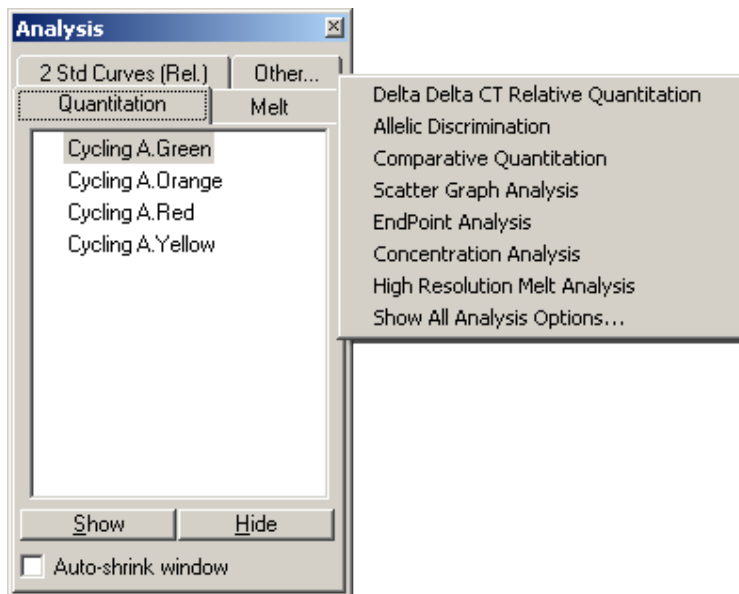 Analysis
2 Std Curves (Rel.) Other...
Quantitation Melt
Cycling A.Green
Cycling A.Orange
Cycling A.Red
Cycling A.Yellow
Show Hide
Auto-shrink window
Delta Delta CT Relative Quantitation
Allelic Discrimination
Comparative Quantitation
Scatter Graph Analysis
EndPoint Analysis
Concentration Analysis
High Resolution Melt Analysis
Show All Analysis Options...